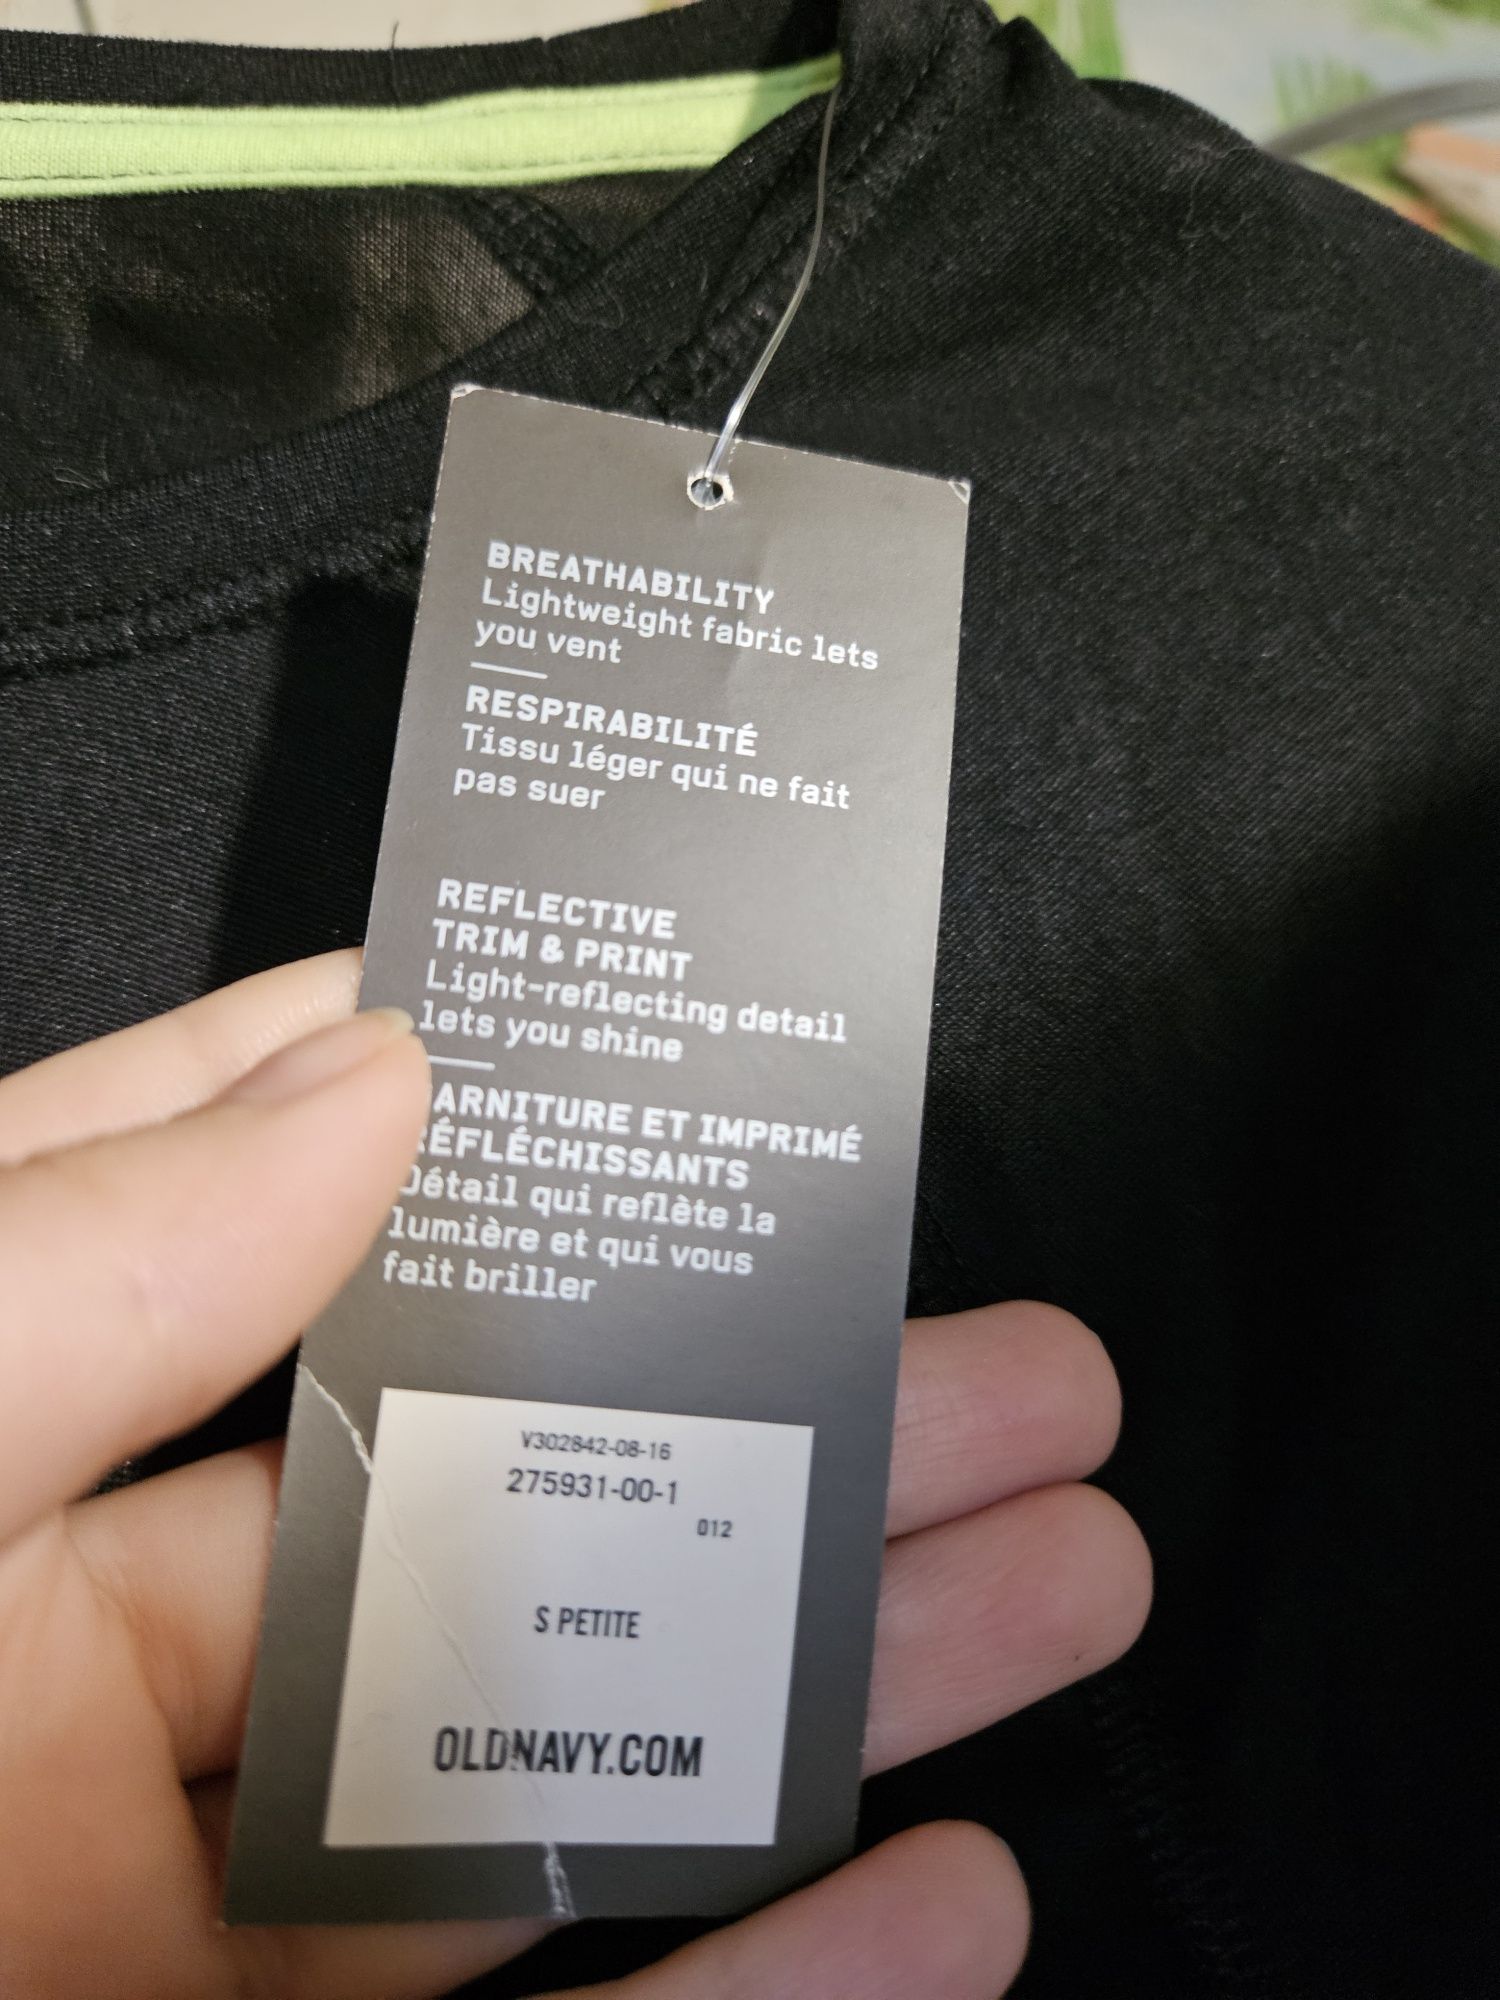 BREATHABILITY
Lightweight fabric lets
you vent
RESPIRABILITÉ
Tissu léger qui ne fait
pas suer
REFLECTIVE
TRIM & PRINT
Light-reflecting detail
lets you shine
ARNITURE ET IMPRIMÉ
RÉFLÉCHISSANTS
Détail qui reflète la
lumière et qui vous
fait briller
V302842-08-16
275931-00-1
012
S PETITE
OLDNAVY.COM